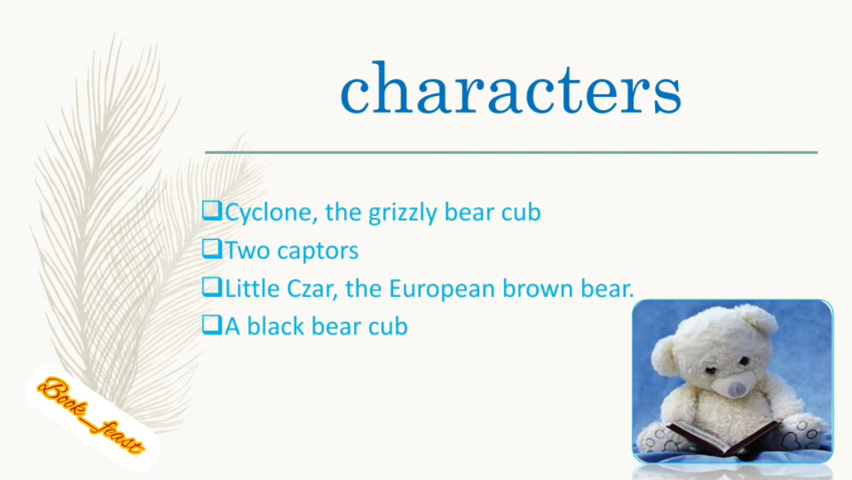 characters
❑Cyclone, the grizzly bear cub
❑Two captors
❑Little Czar, the European brown bear.
❑A black bear cub
Book_feast